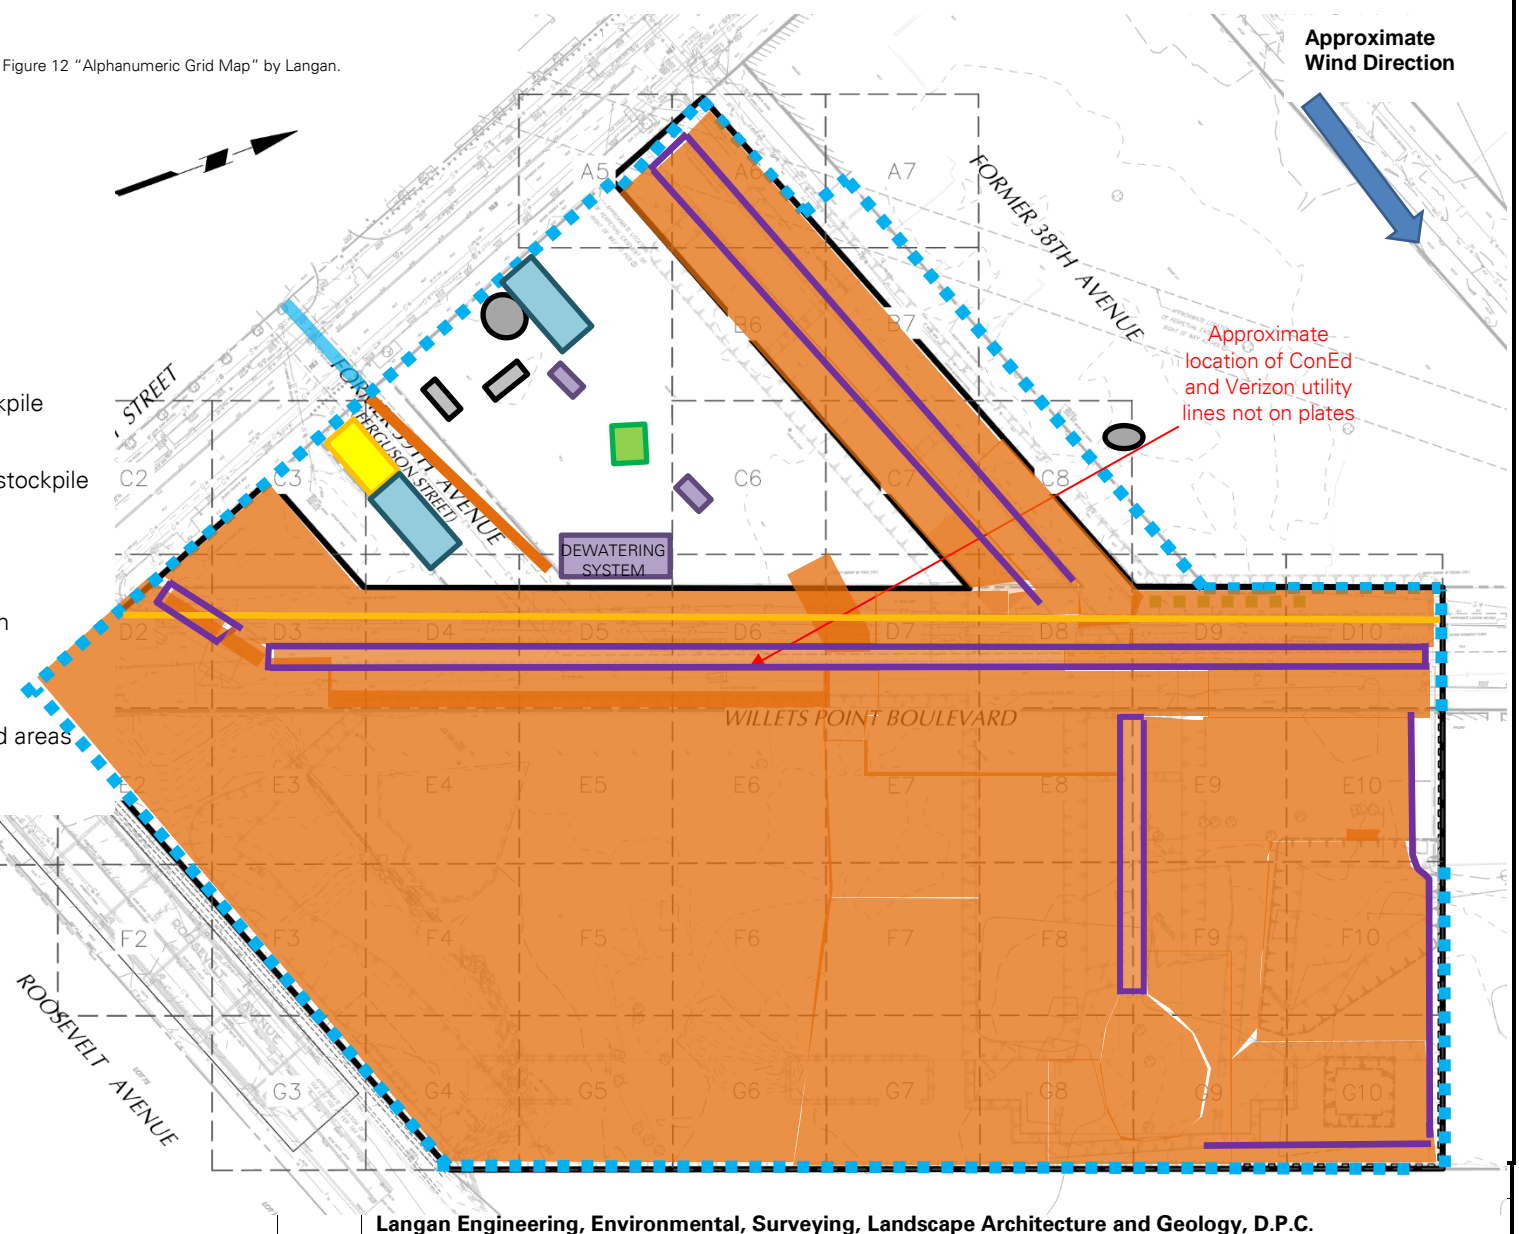 Approximate
Wind Direction
Figure 12 “Alphanumeric Grid Map” by Langan.
A5
A6
A7
FORMER 38TH AVENUE
B6
B7
Approximate
location of ConEd
and Verizon utility
lines not on plates
STREET
kpile
stockpile
FORMER 39TH AVENUE
(FERGUSON STREET)
C2
C3
C6
C7
C8
DEWATERING
SYSTEM
n
D2
D3
D4
D5
D6
D7
D8
D9
D10
WILLETS POINT BOULEVARD
d areas
E2
E3
E4
E5
E6
E7
E8
E9
E10
F2
F3
F4
F5
F6
F7
F8
F9
F10
ROOSEVELT AVENUE
G3
G4
G5
G6
G7
G8
G9
G10
Langan Engineering, Environmental, Surveying, Landscape Architecture and Geology, D.P.C.